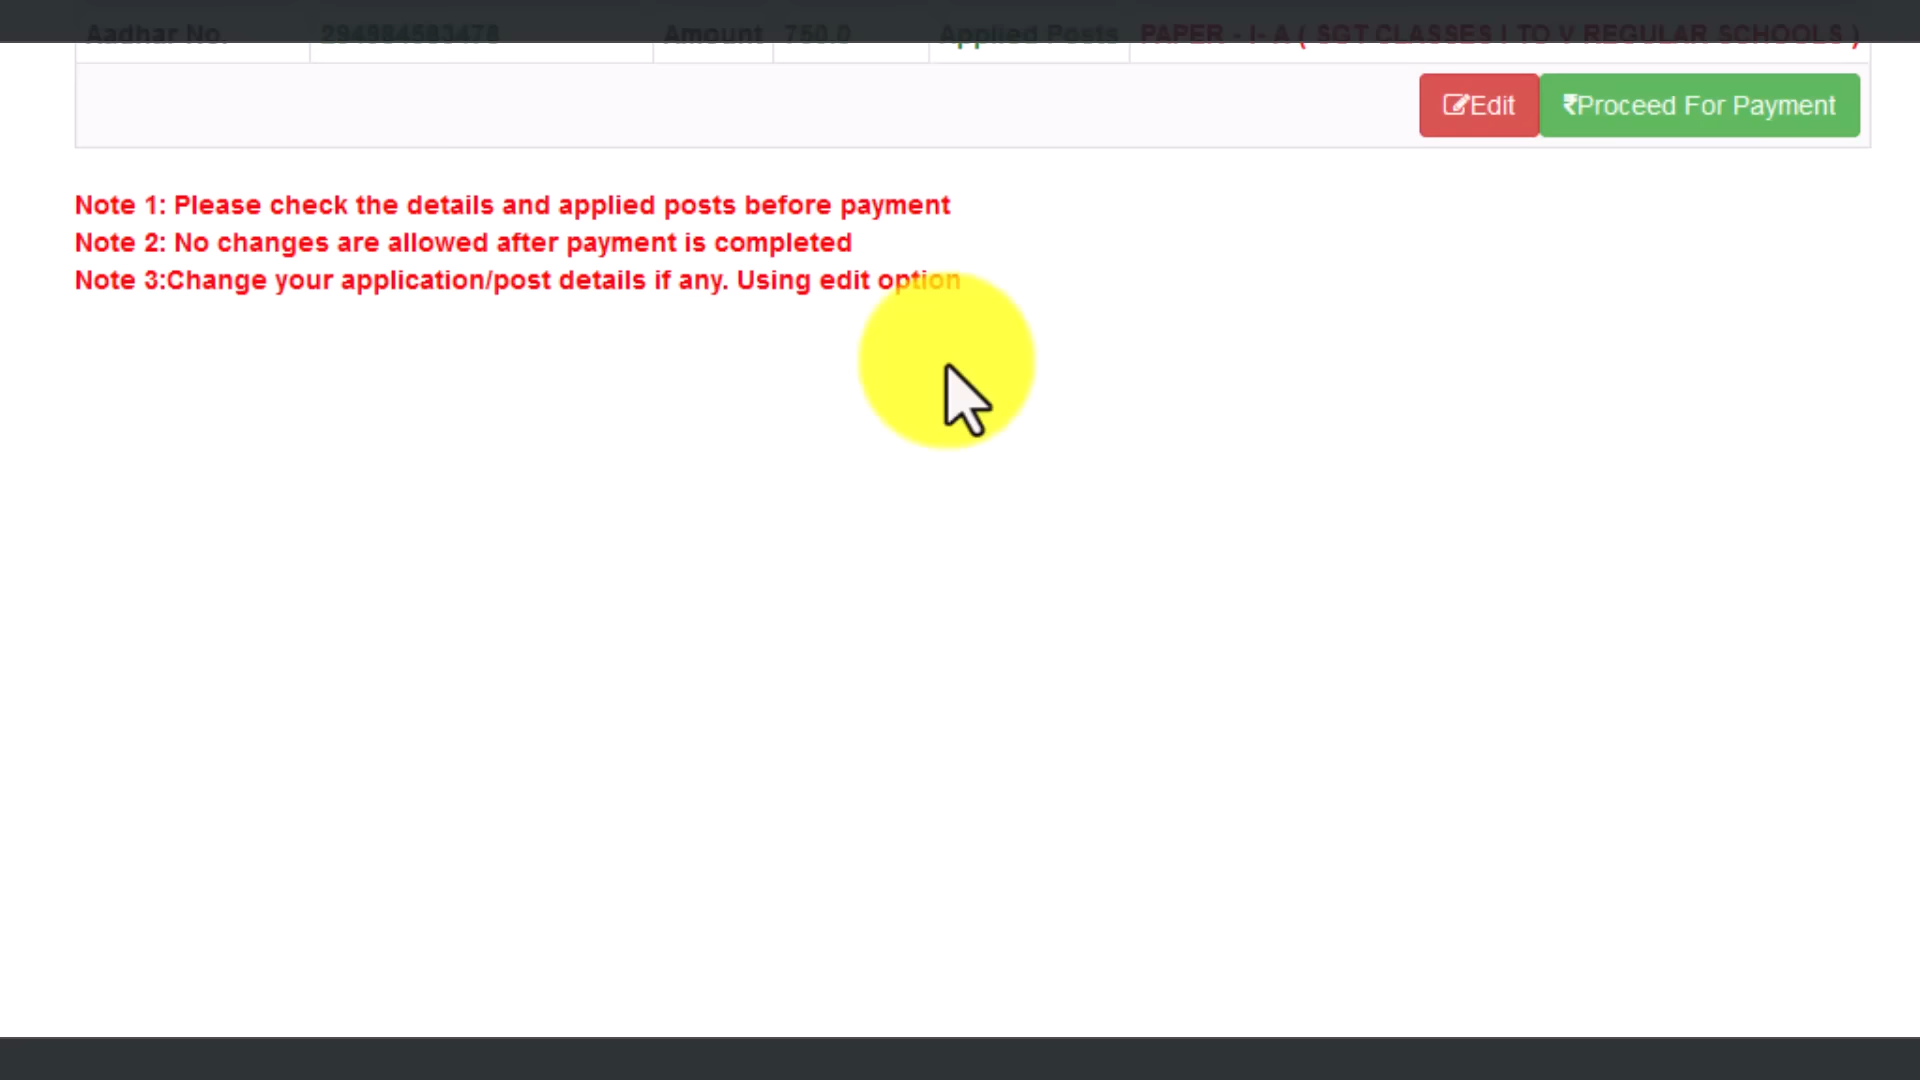 Aadhar No. Amount 750.0 Applied Posts PAPER - I- A ( SGT CLASSES I TO V REGULAR SCHOOLS )
Edit Proceed For Payment
Note 1: Please check the details and applied posts before payment
Note 2: No changes are allowed after payment is completed
Note 3:Change your application/post details if any. Using edit option